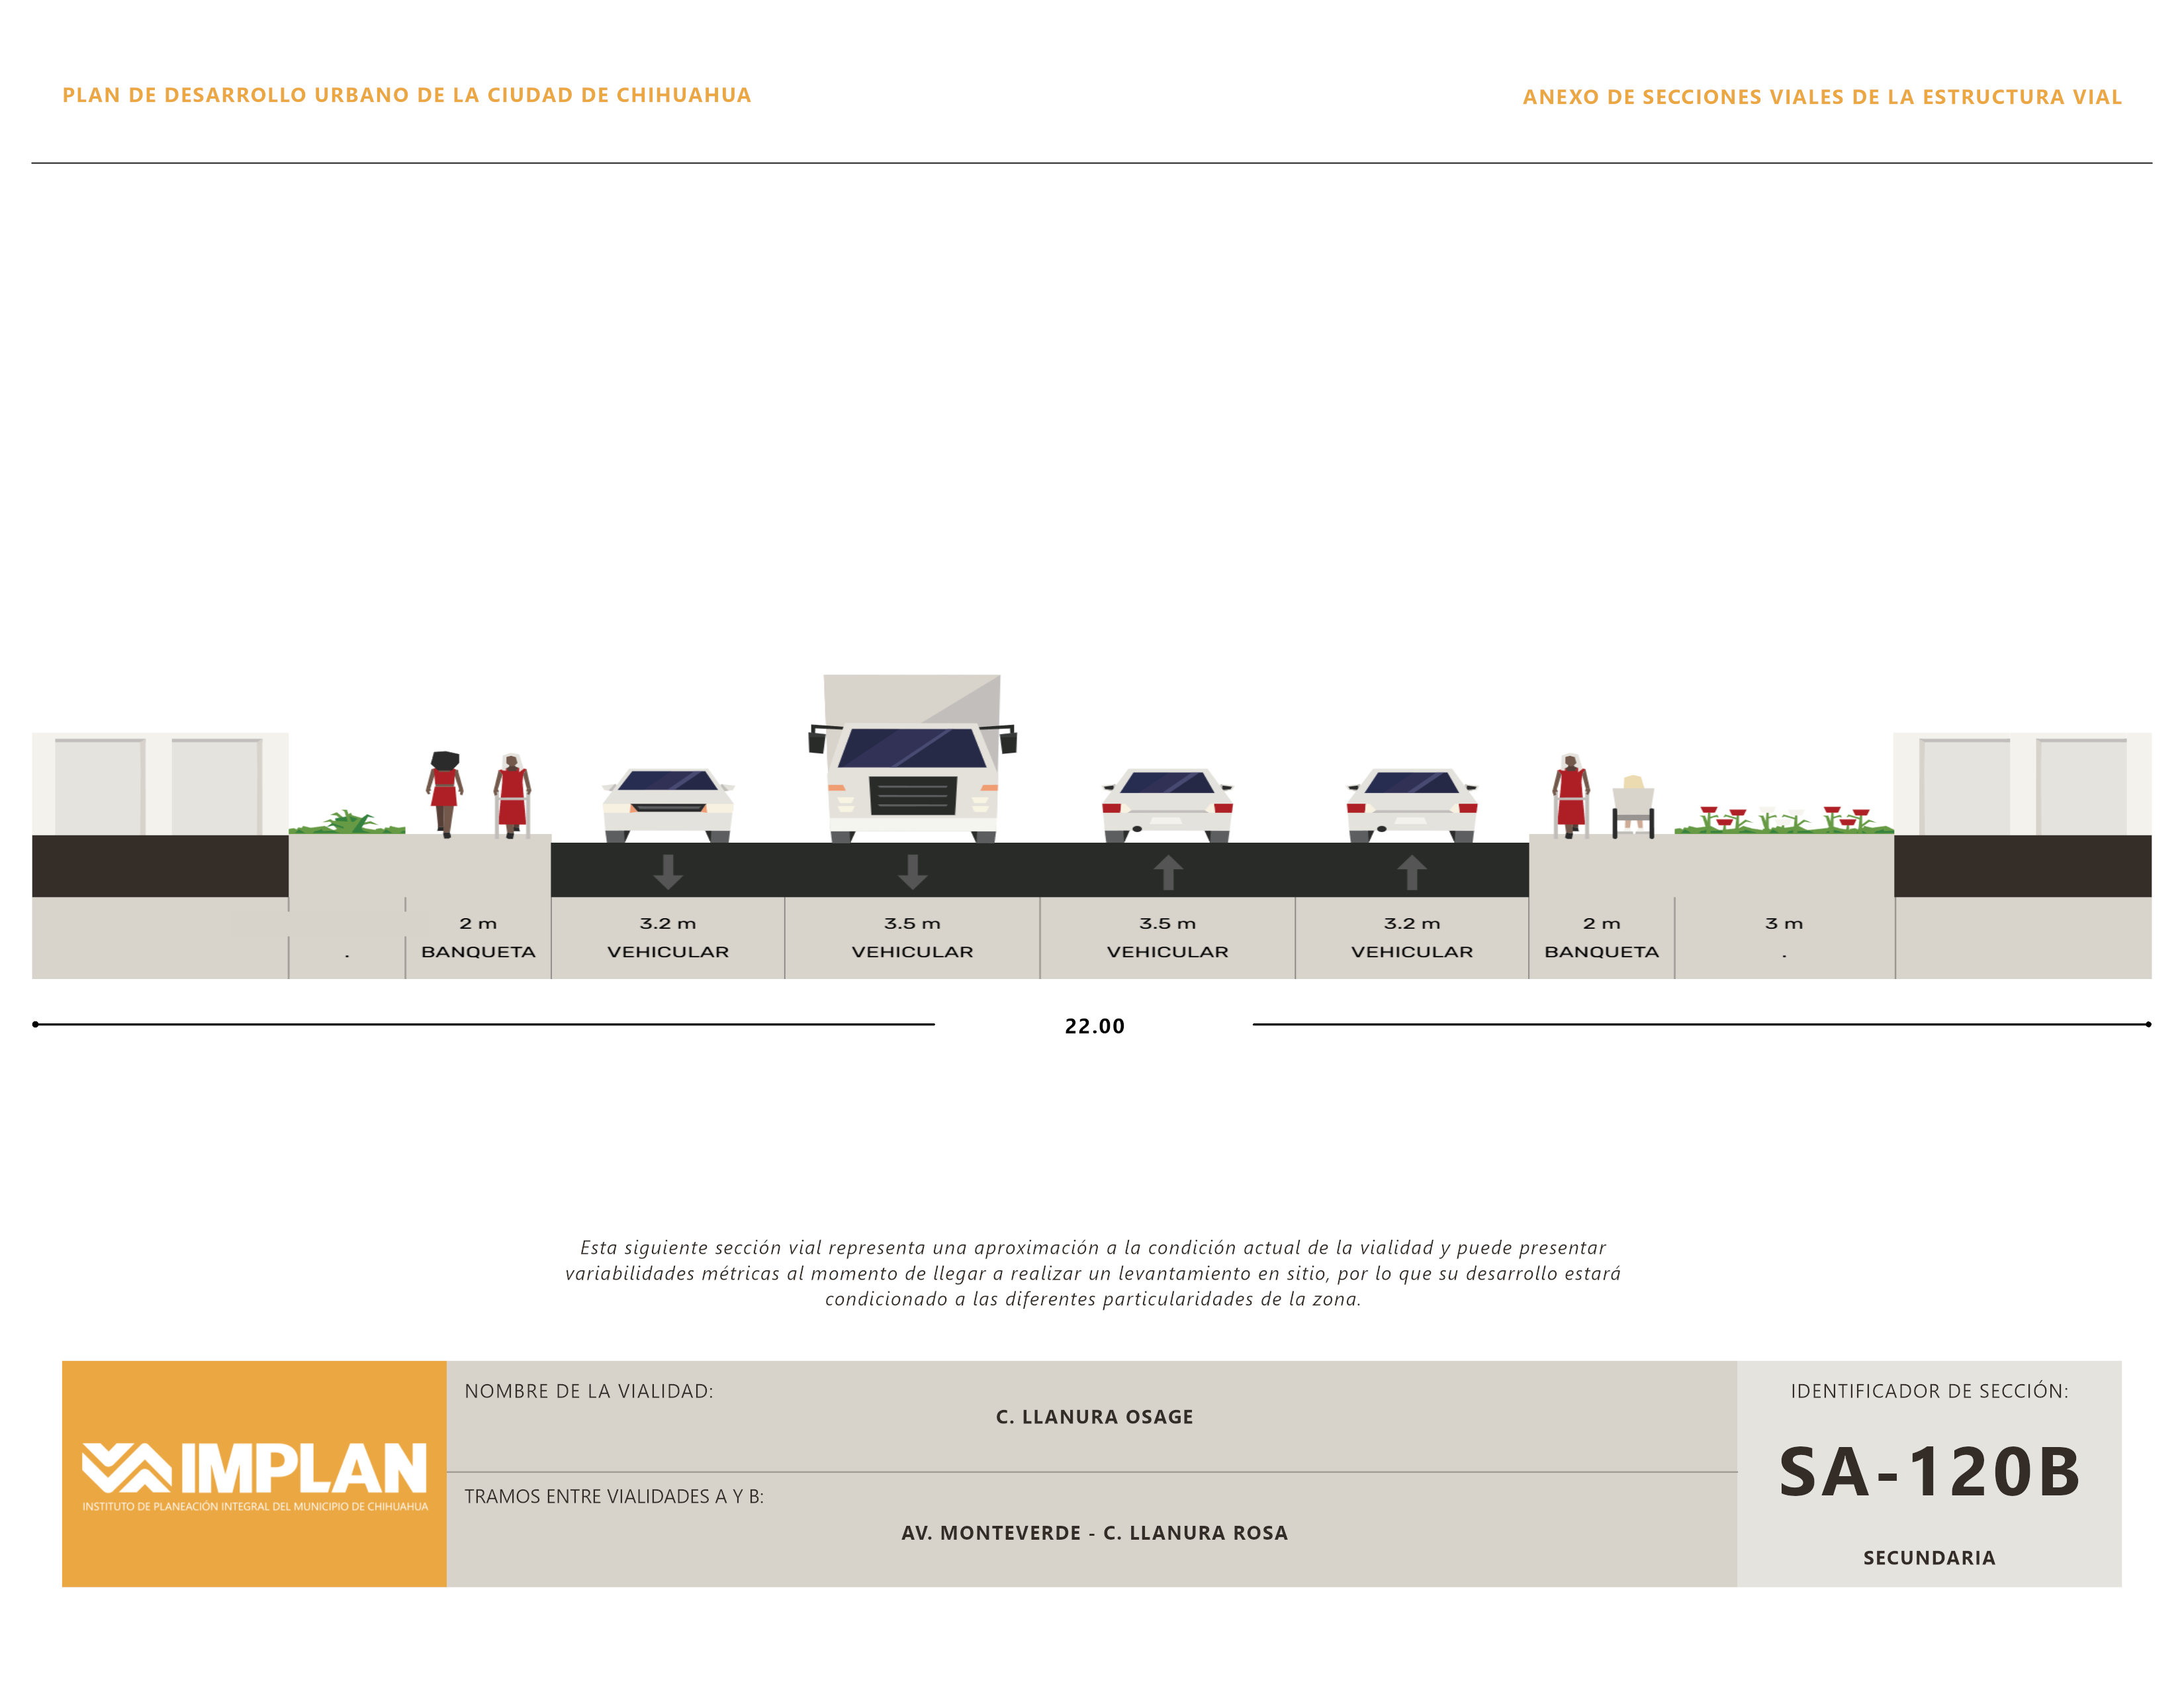 PLAN DE DESARROLLO URBANO DE LA CIUDAD DE CHIHUAHUA
ANEXO DE SECCIONES VIALES DE LA ESTRUCTURA VIAL
2 m 3.2 m 3.5 m 3.5 m 3.2 m 2 m 3 m
. BANQUETA VEHICULAR VEHICULAR VEHICULAR VEHICULAR BANQUETA .
22.00
Esta siguiente sección vial representa una aproximación a la condición actual de la vialidad y puede presentar
variabilidades métricas al momento de llegar a realizar un levantamiento en sitio, por lo que su desarrollo estará
condicionado a las diferentes particularidades de la zona.
IMPLAN
INSTITUTO DE PLANEACIÓN INTEGRAL DEL MUNICIPIO DE CHIHUAHUA
NOMBRE DE LA VIALIDAD:
C. LLANURA OSAGE
TRAMOS ENTRE VIALIDADES A Y B:
AV. MONTEVERDE - C. LLANURA ROSA
IDENTIFICADOR DE SECCIÓN:
SA-120B
SECUNDARIA